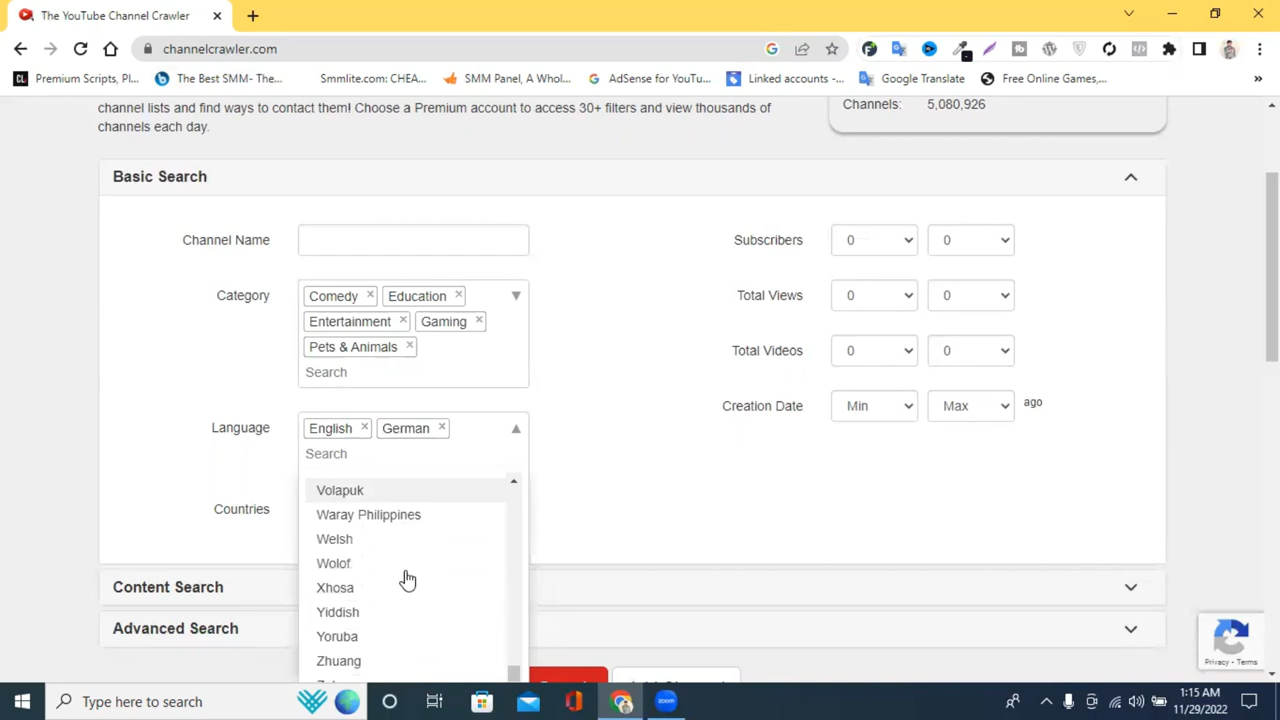 The YouTube Channel Crawler
channelcrawler.com
Premium Scripts, Pl...
The Best SMM- The...
Smmlite.com: CHEA...
SMM Panel, A Whol...
AdSense for YouTu...
Linked accounts -...
Google Translate
Free Online Games,...
channel lists and find ways to contact them! Choose a Premium account to access 30+ filters and view thousands of
channels each day.
Channels: 5,080,926
Basic Search
Channel Name
Subscribers 0 0
Category Comedy × Education ×
Entertainment × Gaming ×
Pets & Animals ×
Search
Total Views 0 0
Total Videos 0 0
Creation Date Min Max ago
Language English × German ×
Search
Volapuk
Waray Philippines
Welsh
Wolof
Xhosa
Yiddish
Yoruba
Zhuang
Countries
Content Search
Advanced Search
Privacy - Terms
Type here to search
zoom
1:15 AM
11/29/2022